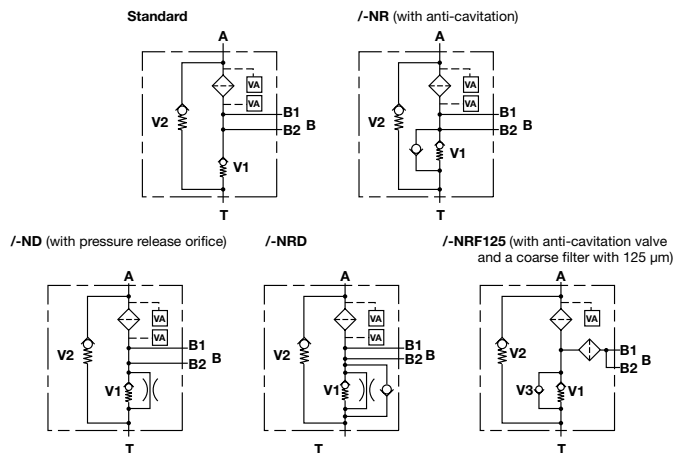 Standard
/-NR (with anti-cavitation)
A
VA
VA
V2
B1
B2 B
V1
T
A
VA
VA
V2
B1
B2 B
V1
T
/-ND (with pressure release orifice)
/-NRD
/-NRF125 (with anti-cavitation valve
and a coarse filter with 125 µm)
A
VA
VA
V2
B1
B2 B
V1
T
A
VA
VA
V2
B1
B2 B
V1
T
A
VA
V2
B1
B
B2
V3
V1
T